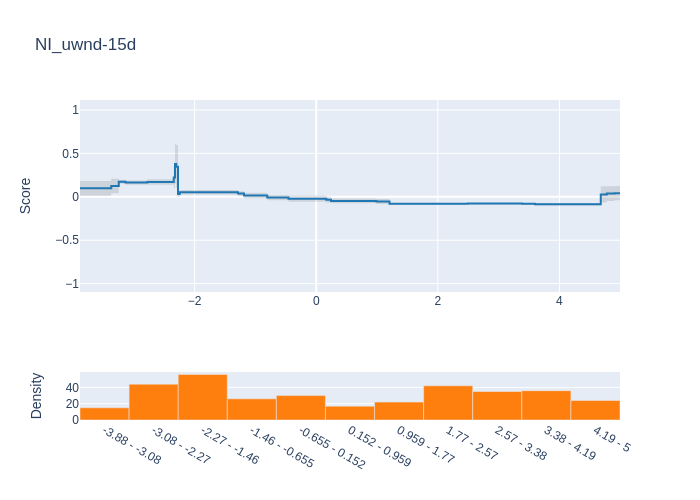 NI_uwnd-15d
1
0.5
0
−0.5
−1
Score
−2
0
2
4
40
20
0
Density
-3.88 - -3.08
-3.08 - -2.27
-2.27 - -1.46
-1.46 - -0.655
-0.655 - 0.152
0.152 - 0.959
0.959 - 1.77
1.77 - 2.57
2.57 - 3.38
3.38 - 4.19
4.19 - 5